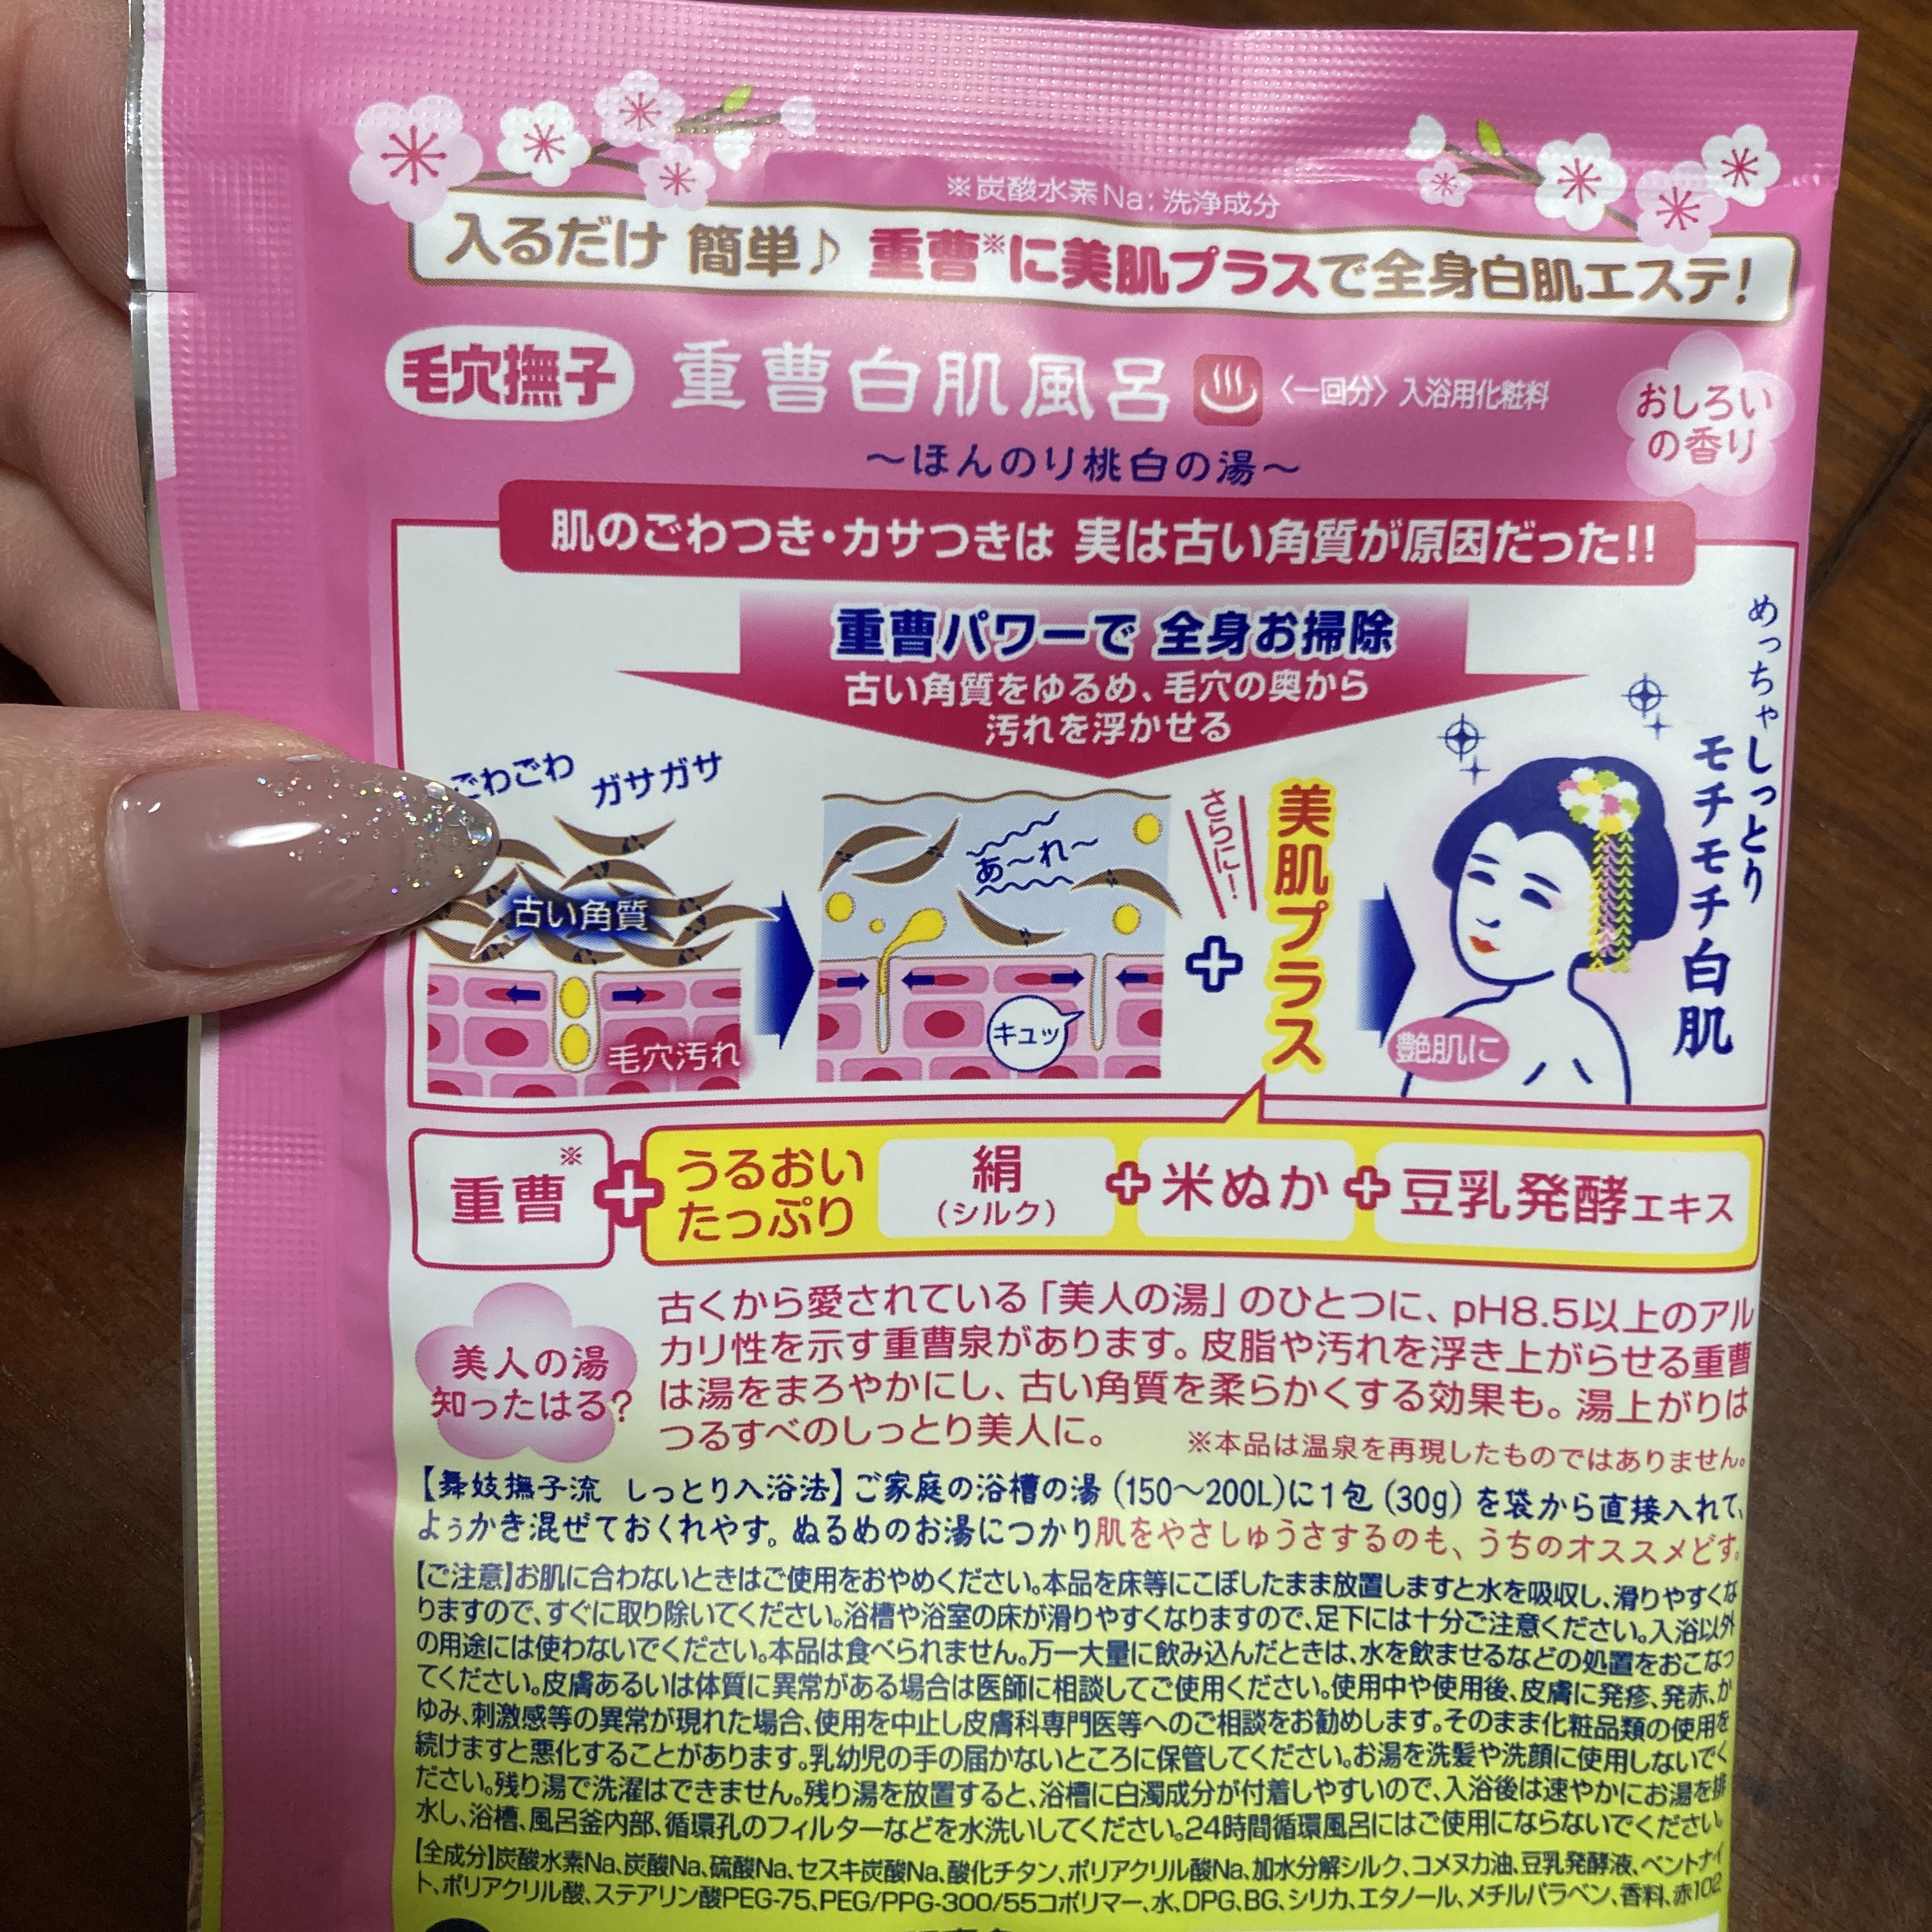 ※炭酸水素Na:洗浄成分
入るだけ 簡単♪ 重曹※に美肌プラスで全身白肌エステ!
毛穴撫子 重曹白肌風呂 〈一回分〉入浴用化粧料
おしろい
の香り
~ほんのり桃白の湯~
肌のごわつき・カサつきは 実は古い角質が原因だった!!
重曹パワーで 全身お掃除
古い角質をゆるめ、毛穴の奥から
汚れを浮かせる
ごわごわ ガサガサ
古い角質
毛穴汚れ
あ~れ~
キュッ
さらに!
+
美肌プラス
めっちゃしっとり
モチモチ白肌
艶肌に
重曹※ + うるおい
たっぷり
絹
(シルク)
+ 米ぬか + 豆乳発酵エキス
美人の湯
知ったはる?
古くから愛されている「美人の湯」のひとつに、pH8.5以上のアル
カリ性を示す重曹泉があります。皮脂や汚れを浮き上がらせる重曹
は湯をまろやかにし、古い角質を柔らかくする効果も。湯上がりは
つるすべのしっとり美人に。 ※本品は温泉を再現したものではありません。
【舞妓撫子流 しっとり入浴法】ご家庭の浴槽の湯(150~200L)に1包(30g)を袋から直接入れて、
よぅかき混ぜておくれやす。ぬるめのお湯につかり肌をやさしゅうさするのも、うちのオススメどす。
【ご注意】お肌に合わないときはご使用をおやめください。本品を床等にこぼしたまま放置しますと水を吸収し、滑りやすくな
りますので、すぐに取り除いてください。浴槽や浴室の床が滑りやすくなりますので、足下には十分ご注意ください。入浴以外
の用途には使わないでください。本品は食べられません。万一大量に飲み込んだときは、水を飲ませるなどの処置をおこなっ
てください。皮膚あるいは体質に異常がある場合は医師に相談してご使用ください。使用中や使用後、皮膚に発疹、発赤、か
ゆみ、刺激感等の異常が現れた場合、使用を中止し皮膚科専門医等へのご相談をお勧めします。そのまま化粧品類の使用を
続けますと悪化することがあります。乳幼児の手の届かないところに保管してください。お湯を洗髪や洗顔に使用しないでく
ださい。残り湯で洗濯はできません。残り湯を放置すると、浴槽に白濁成分が付着しやすいので、入浴後は速やかにお湯を排
水し、浴槽、風呂釜内部、循環孔のフィルターなどを水洗いしてください。24時間循環風呂にはご使用にならないでください。
【全成分】炭酸水素Na、炭酸Na、硫酸Na、セスキ炭酸Na、酸化チタン、ポリアクリル酸Na、加水分解シルク、コメヌカ油、豆乳発酵液、ベントナイ
ト、ポリアクリル酸、ステアリン酸PEG-75、PEG/PPG-300/55コポリマー、水、DPG、BG、シリカ、エタノール、メチルパラベン、香料、赤102